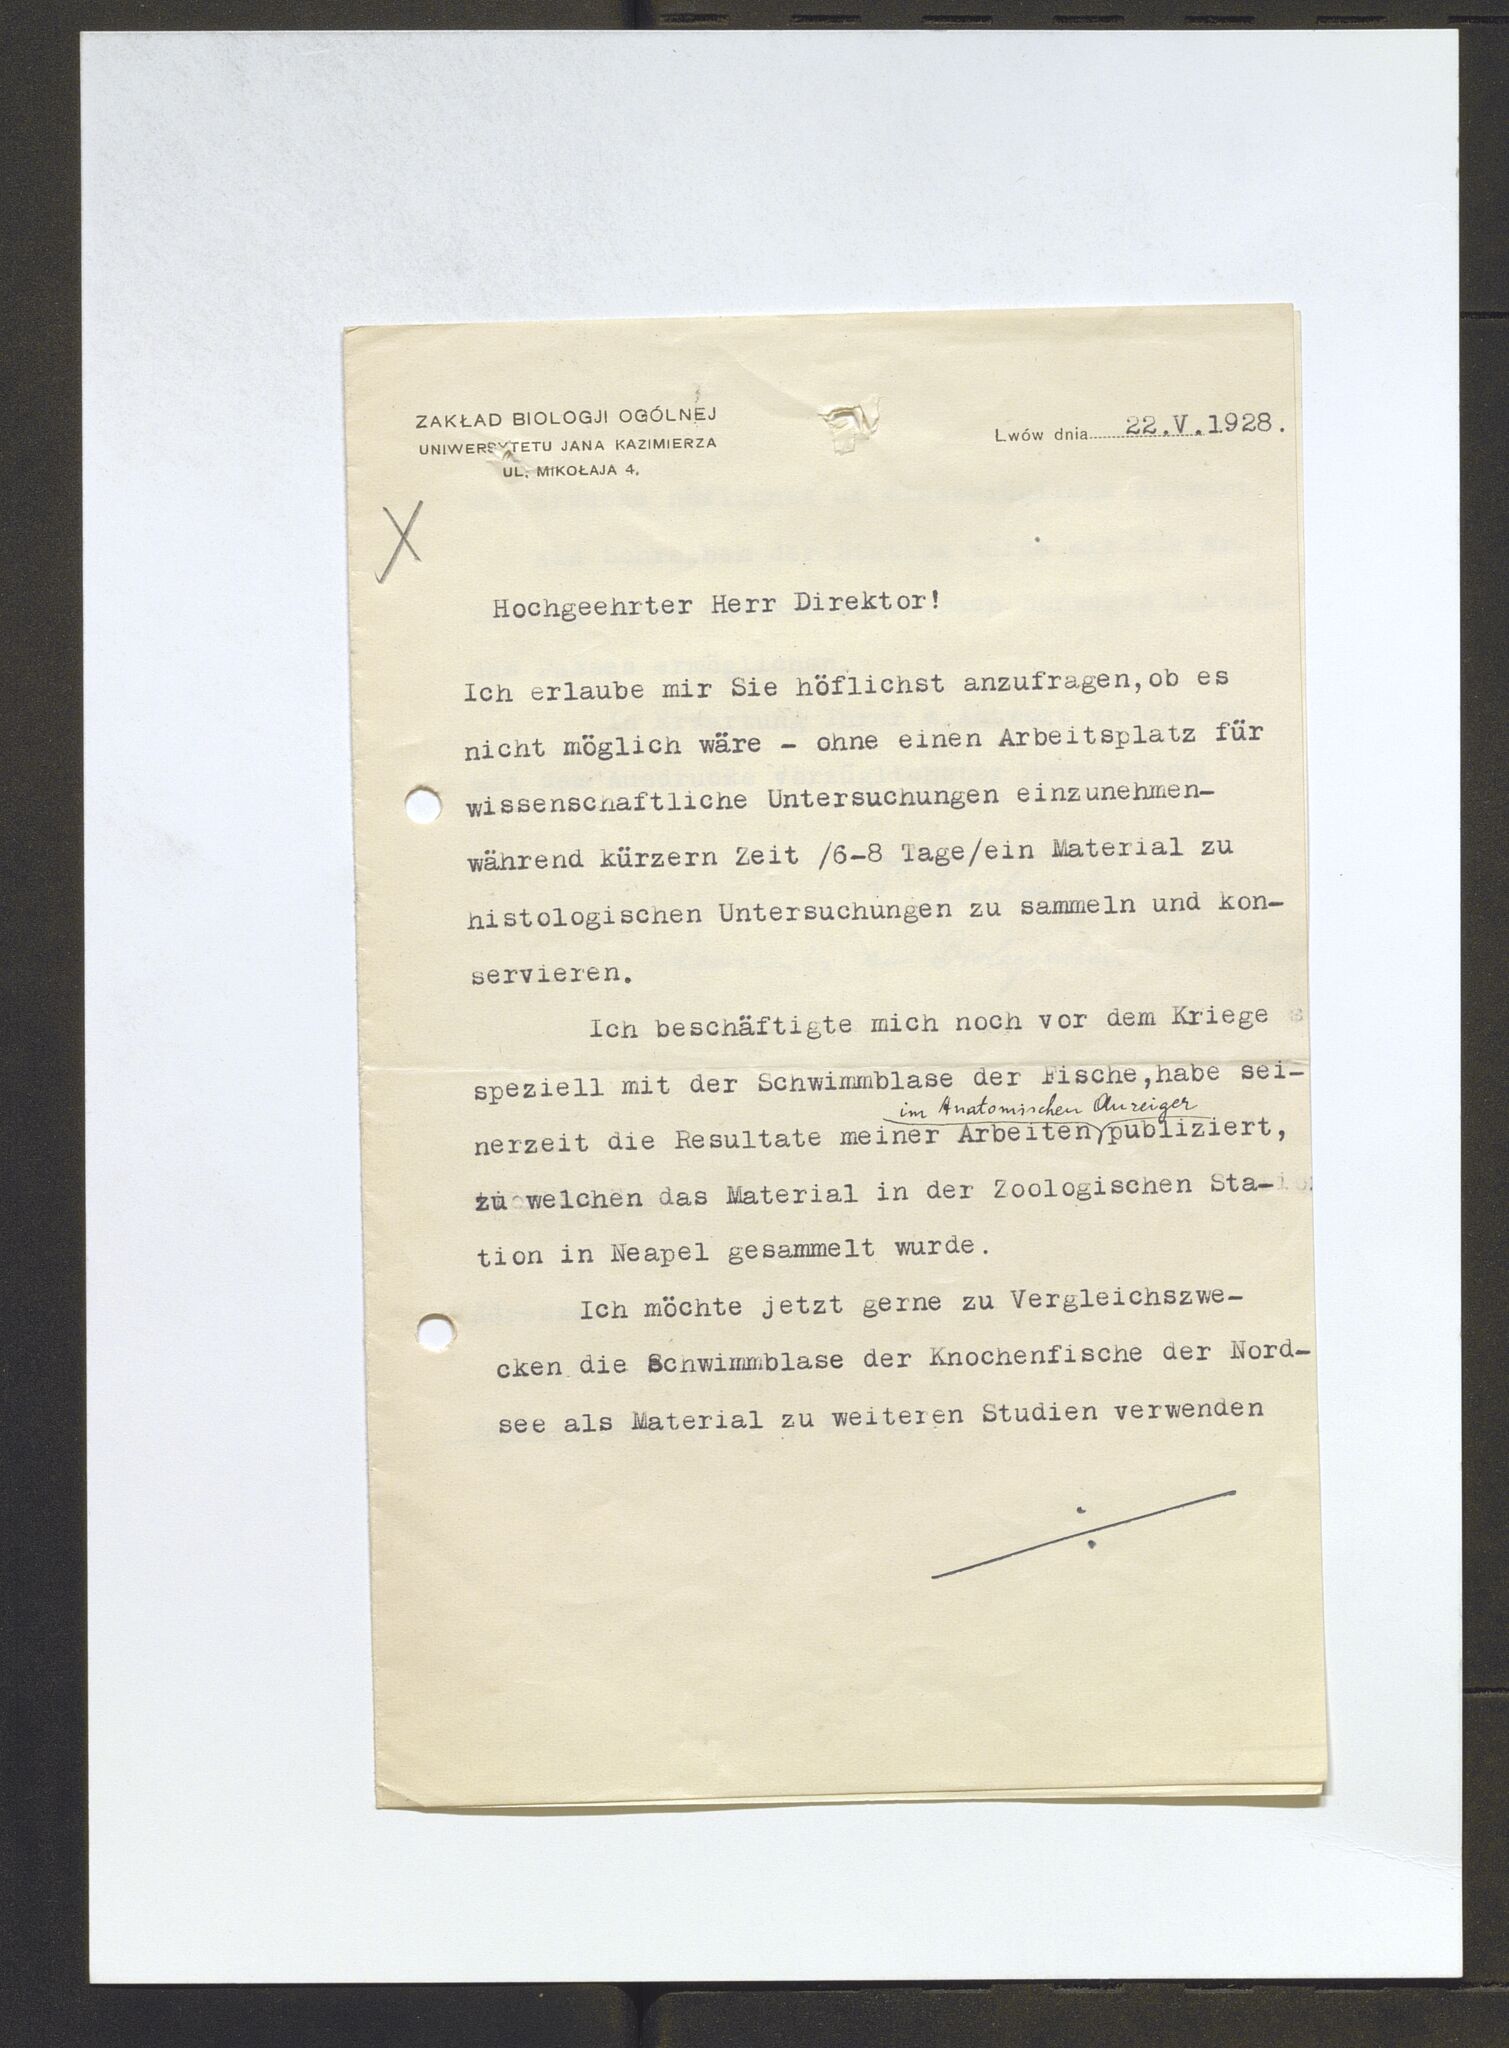 ZAKŁAD BIOLOGJI OGÓLNEJ
UNIWERSYTETU JANA KAZIMIERZA
UL. MIKOŁAJA 4.
Lwów dnia 22.V.1928.
Hochgeehrter Herr Direktor!
Ich erlaube mir Sie höflichst anzufragen,ob es
nicht möglich wäre – ohne einen Arbeitsplatz für
wissenschaftliche Untersuchungen einzunehmen–
während kürzern Zeit /6–8 Tage/ein Material zu
histologischen Untersuchungen zu sammeln und kon–
servieren.
Ich beschäftigte mich noch vor dem Kriege
speziell mit der Schwimmblase der Fische,habe sei–
im Anatomischen Anzeiger
nerzeit die Resultate meiner Arbeiten publiziert,
zu welchen das Material in der Zoologischen Sta–
tion in Neapel gesammelt wurde.
Ich möchte jetzt gerne zu Vergleichszwe–
cken die Schwimmblase der Knochenfische der Nord–
see als Material zu weiteren Studien verwenden